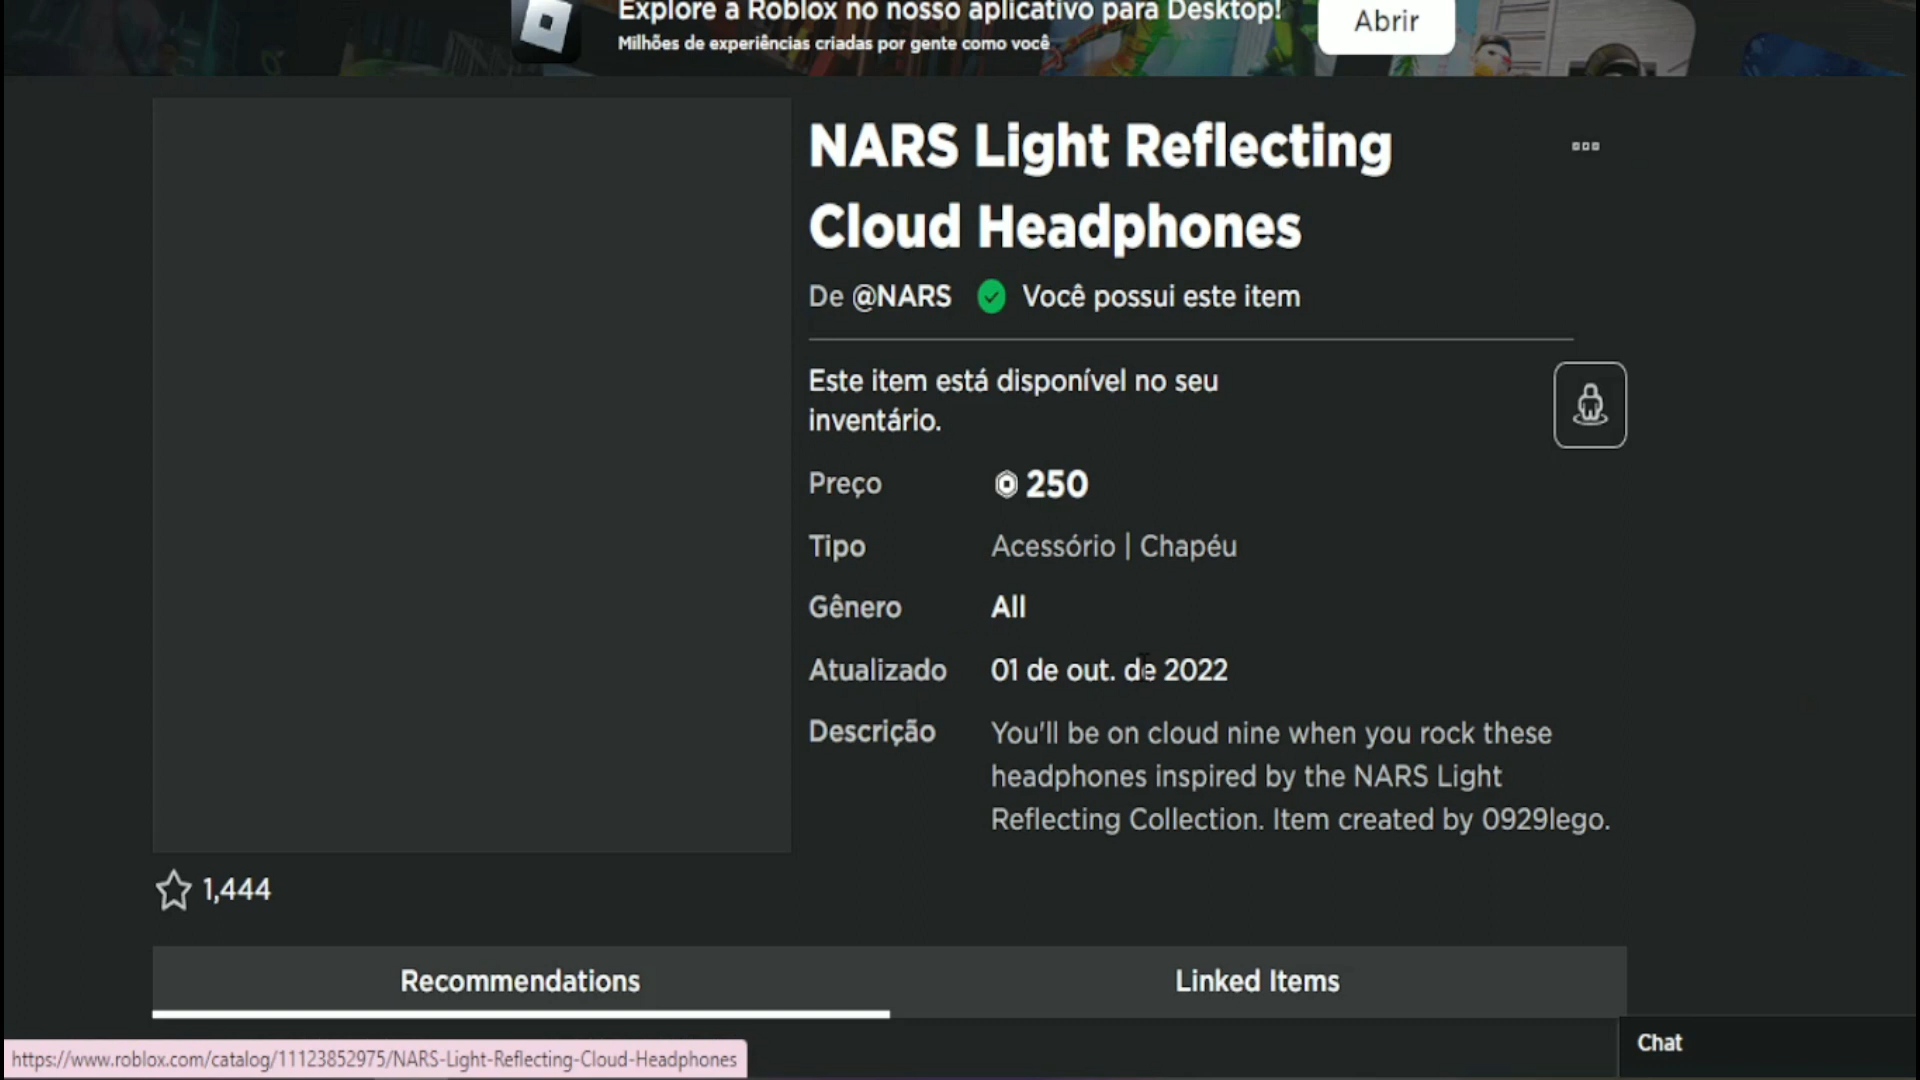 Explore a Roblox no nosso aplicativo para Desktop!
Milhões de experiências criadas por gente como você
Abrir
NARS Light Reflecting
Cloud Headphones
De @NARS Você possui este item
Este item está disponível no seu
inventário.
Preço 250
Tipo Acessório | Chapéu
Gênero All
Atualizado 01 de out. de 2022
Descrição You'll be on cloud nine when you rock these
headphones inspired by the NARS Light
Reflecting Collection. Item created by 0929lego.
1,444
Recommendations Linked Items
https://www.roblox.com/catalog/11123852975/NARS-Light-Reflecting-Cloud-Headphones
Chat